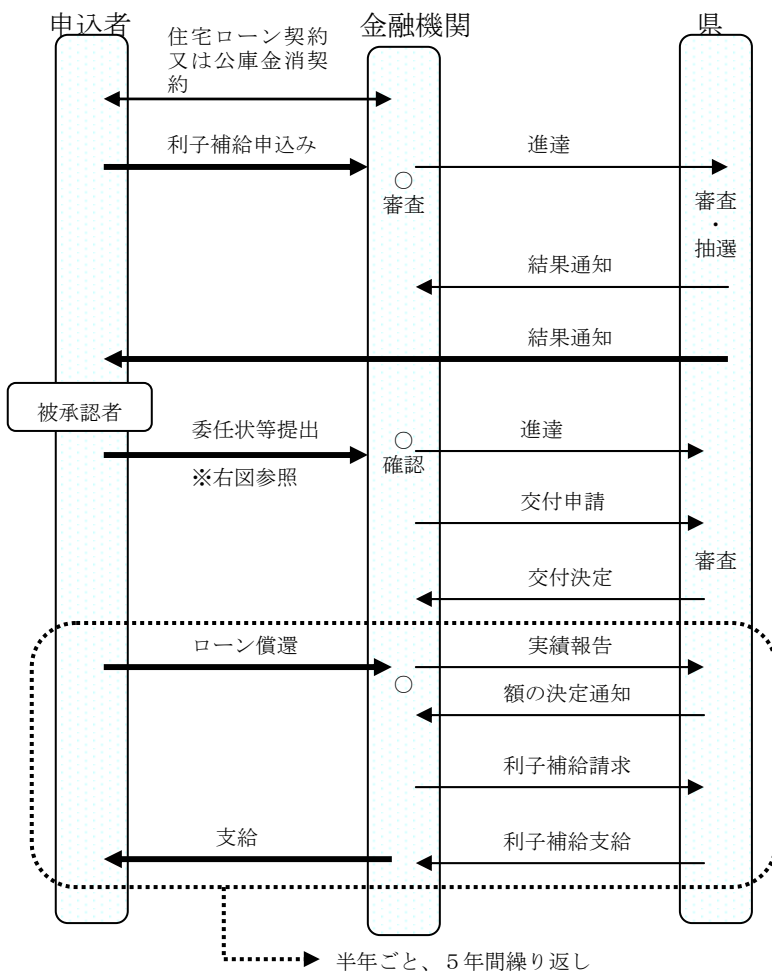 申込者
金融機関
県
住宅ローン契約
又は公庫金消契
約
利子補給申込み
進達
○
審査
審査
・
抽選
結果通知
結果通知
被承認者
委任状等提出
※右図参照
○
確認
進達
交付申請
審査
交付決定
ローン償還
実績報告
○
額の決定通知
利子補給請求
支給
利子補給支給
半年ごと、５年間繰り返し